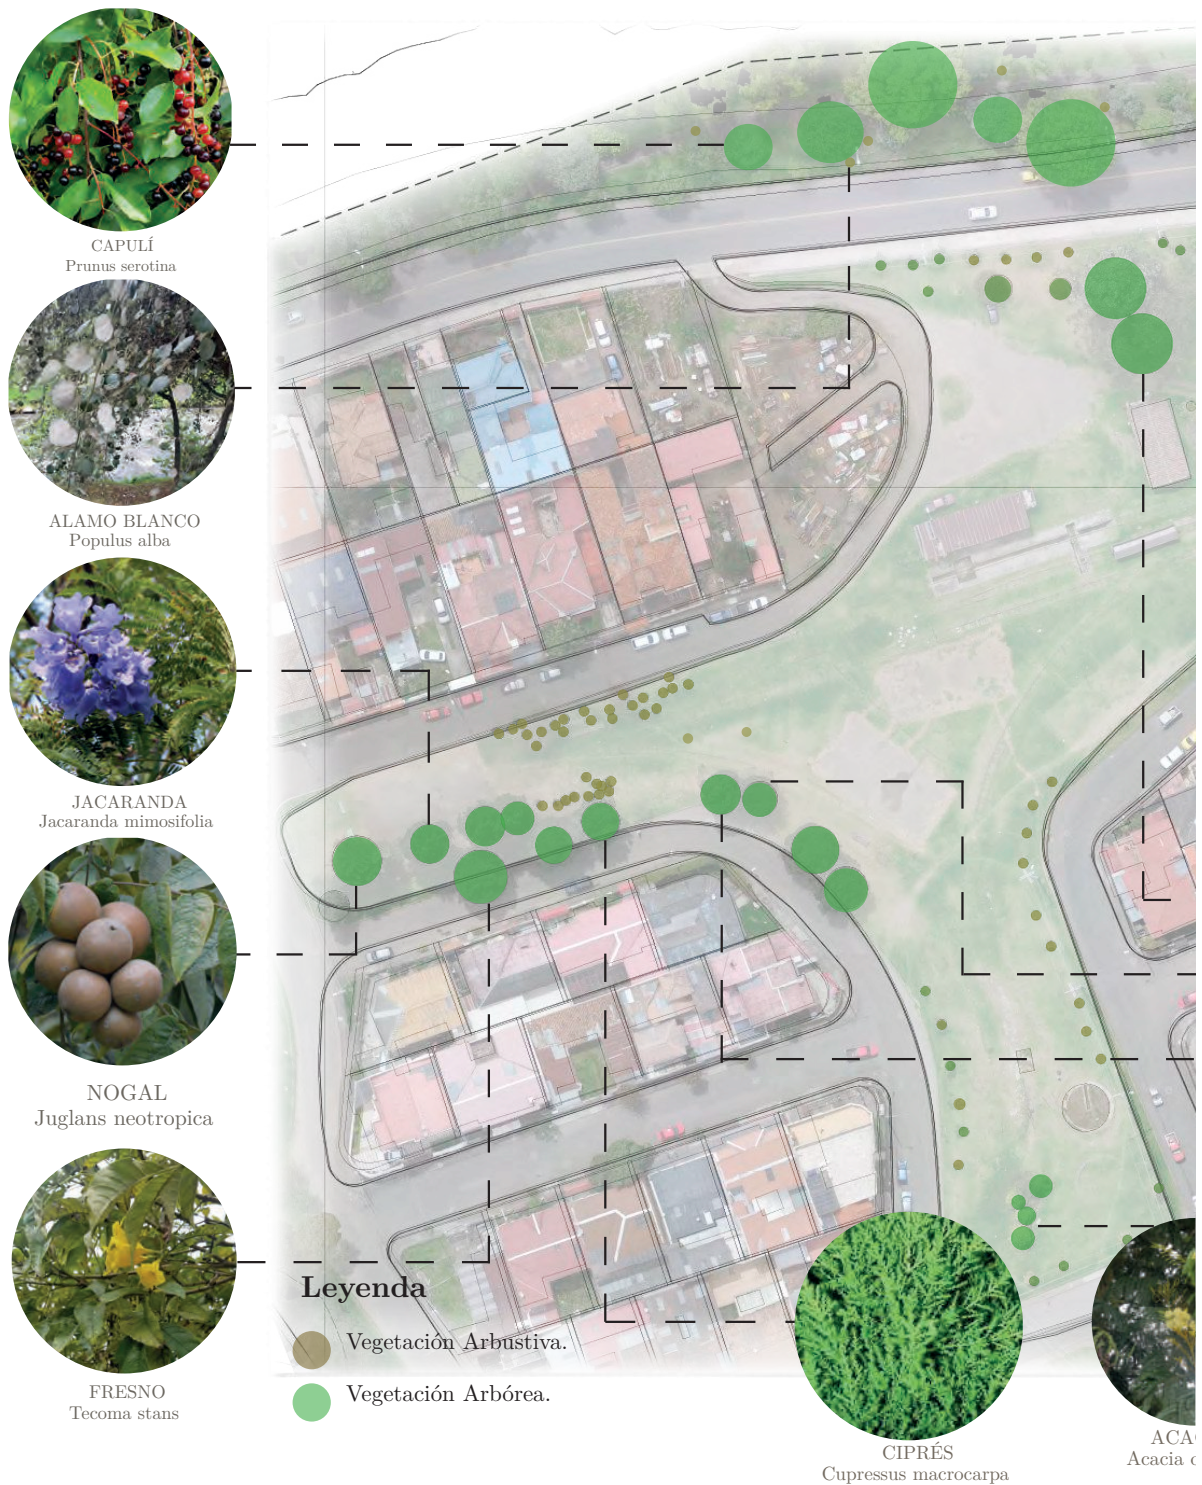 CAPULÍ
Prunus serotina
ALAMO BLANCO
Populus alba
JACARANDA
Jacaranda mimosifolia
NOGAL
Juglans neotropica
FRESNO
Tecoma stans
Leyenda
Vegetación Arbustiva.
Vegetación Arbórea.
CIPRÉS
Cupressus macrocarpa
Acacia